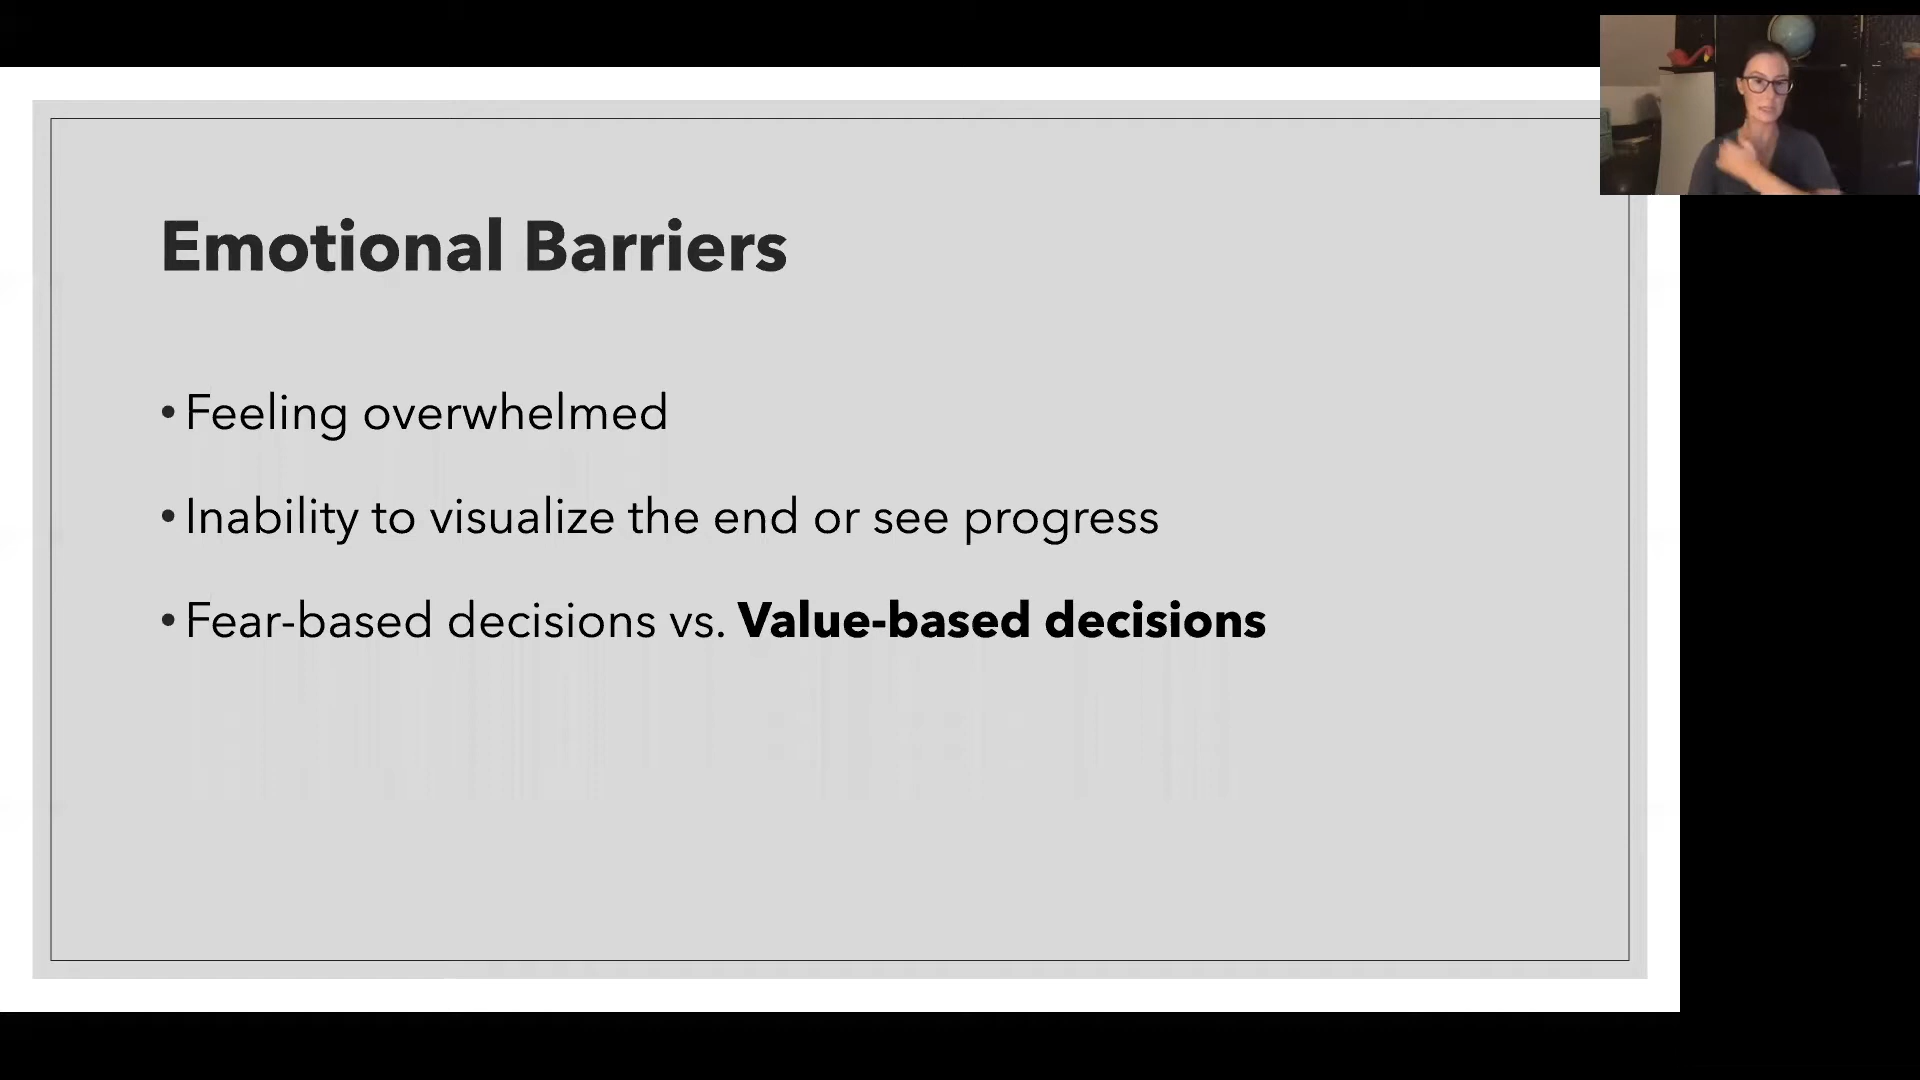 Emotional Barriers
• Feeling overwhelmed
• Inability to visualize the end or see progress
• Fear-based decisions vs. Value-based decisions